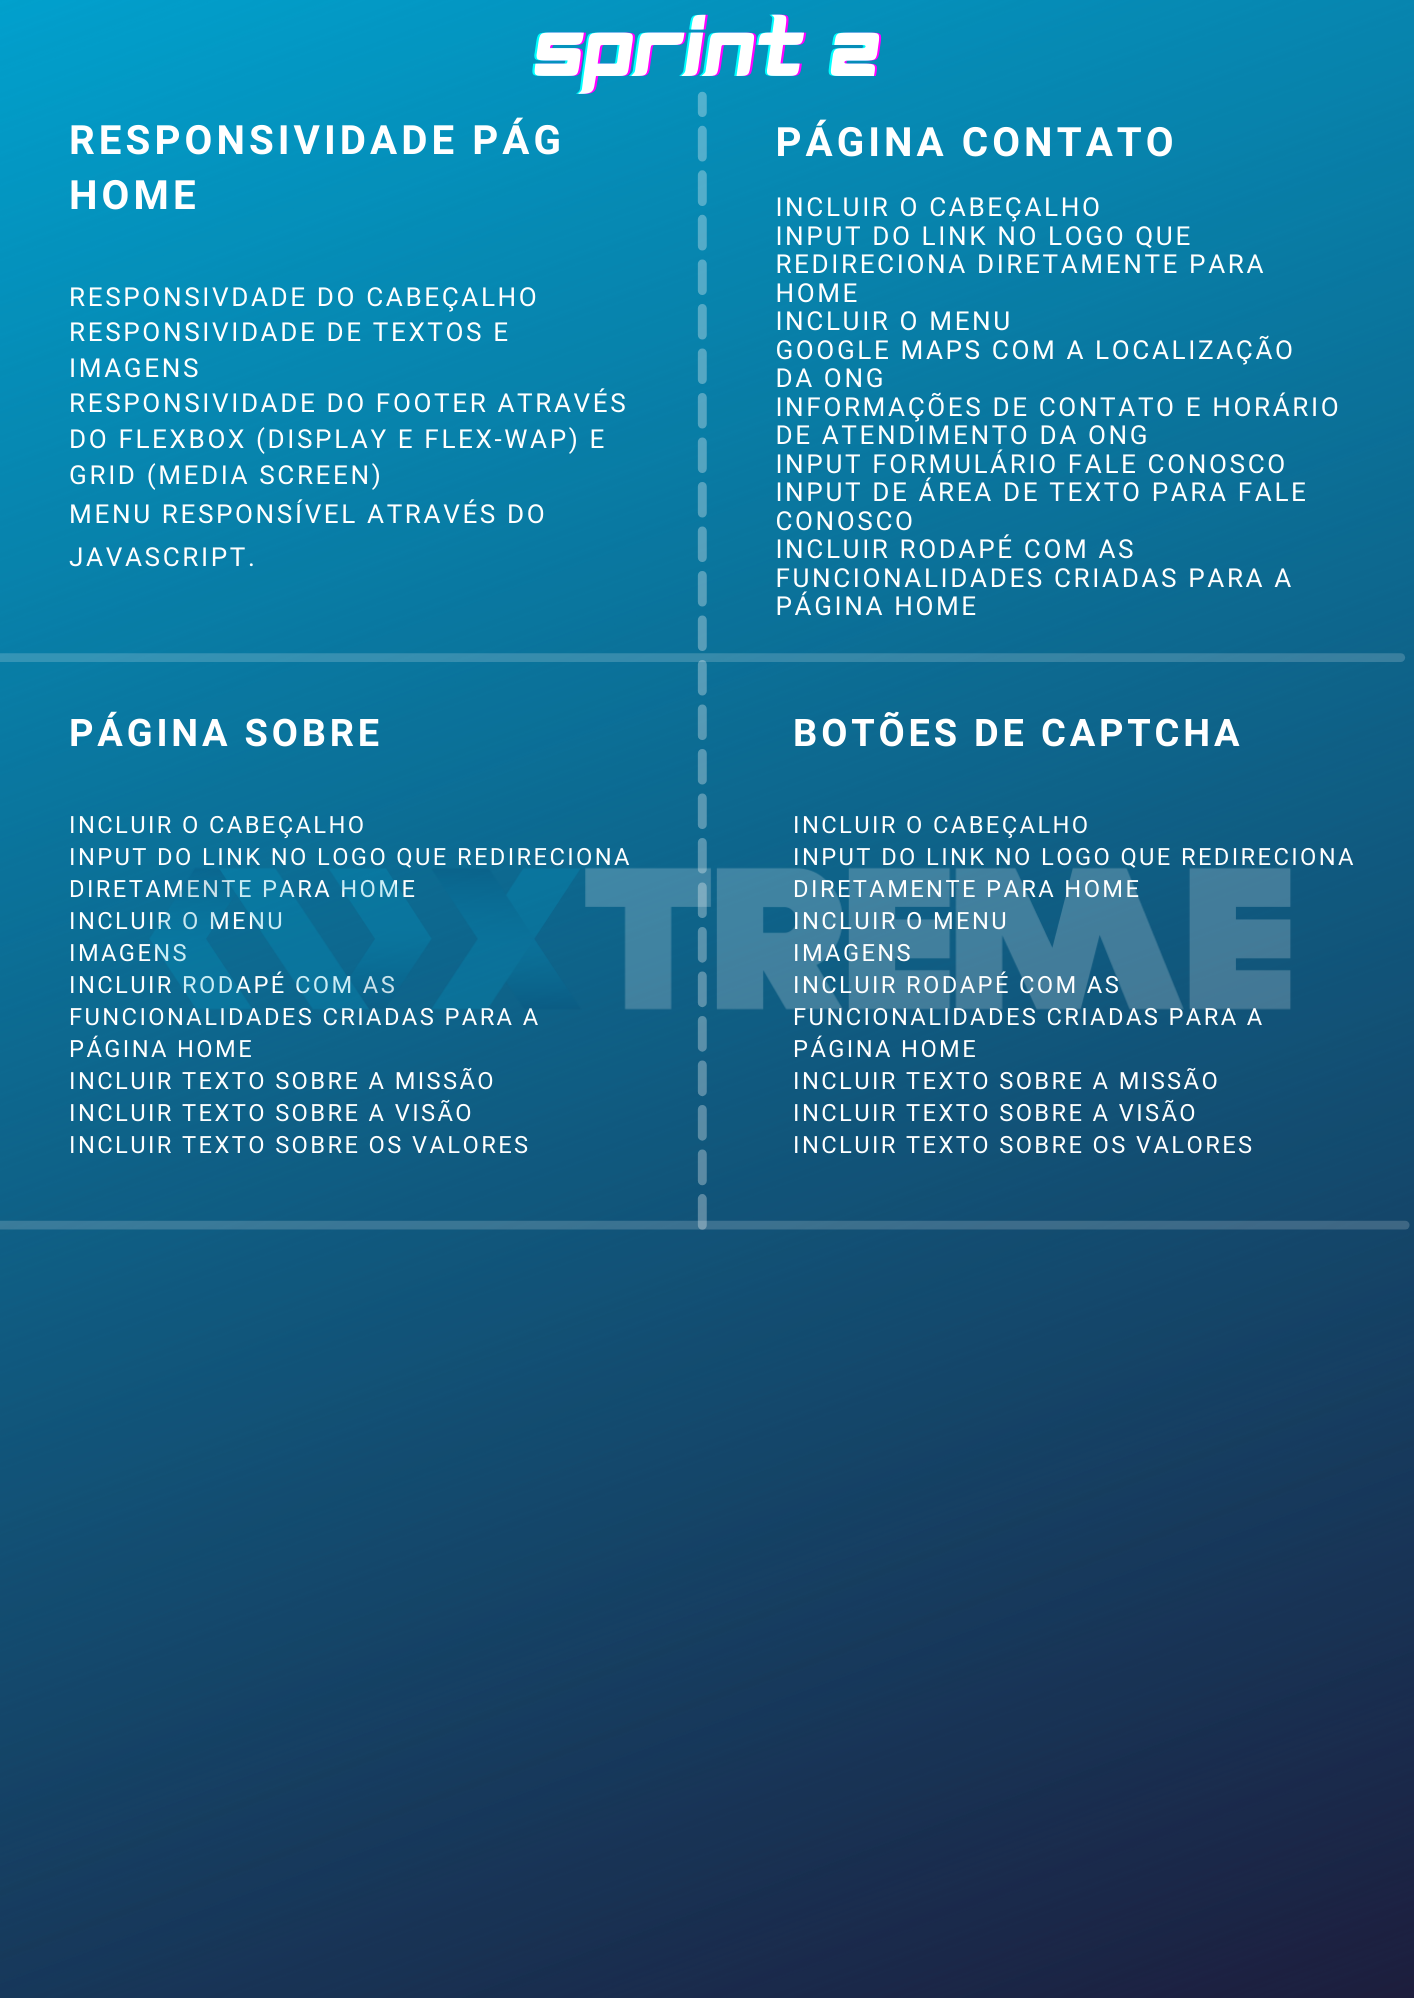 sprint 2
RESPONSIVIDADE PÁG
HOME
RESPONSIVDADE DO CABEÇALHO
RESPONSIVIDADE DE TEXTOS E
IMAGENS
RESPONSIVIDADE DO FOOTER ATRAVÉS
DO FLEXBOX (DISPLAY E FLEX-WAP) E
GRID (MEDIA SCREEN)
MENU RESPONSÍVEL ATRAVÉS DO
JAVASCRIPT.
PÁGINA CONTATO
INCLUIR O CABEÇALHO
INPUT DO LINK NO LOGO QUE
REDIRECIONA DIRETAMENTE PARA
HOME
INCLUIR O MENU
GOOGLE MAPS COM A LOCALIZAÇÃO
DA ONG
INFORMAÇÕES DE CONTATO E HORÁRIO
DE ATENDIMENTO DA ONG
INPUT FORMULÁRIO FALE CONOSCO
INPUT DE ÁREA DE TEXTO PARA FALE
CONOSCO
INCLUIR RODAPÉ COM AS
FUNCIONALIDADES CRIADAS PARA A
PÁGINA HOME
PÁGINA SOBRE
INCLUIR O CABEÇALHO
INPUT DO LINK NO LOGO QUE REDIRECIONA
DIRETAMENTE PARA HOME
INCLUIR O MENU
IMAGENS
INCLUIR RODAPÉ COM AS
FUNCIONALIDADES CRIADAS PARA A
PÁGINA HOME
INCLUIR TEXTO SOBRE A MISSÃO
INCLUIR TEXTO SOBRE A VISÃO
INCLUIR TEXTO SOBRE OS VALORES
BOTÕES DE CAPTCHA
INCLUIR O CABEÇALHO
INPUT DO LINK NO LOGO QUE REDIRECIONA
DIRETAMENTE PARA HOME
INCLUIR O MENU
IMAGENS
INCLUIR RODAPÉ COM AS
FUNCIONALIDADES CRIADAS PARA A
PÁGINA HOME
INCLUIR TEXTO SOBRE A MISSÃO
INCLUIR TEXTO SOBRE A VISÃO
INCLUIR TEXTO SOBRE OS VALORES
XTREME